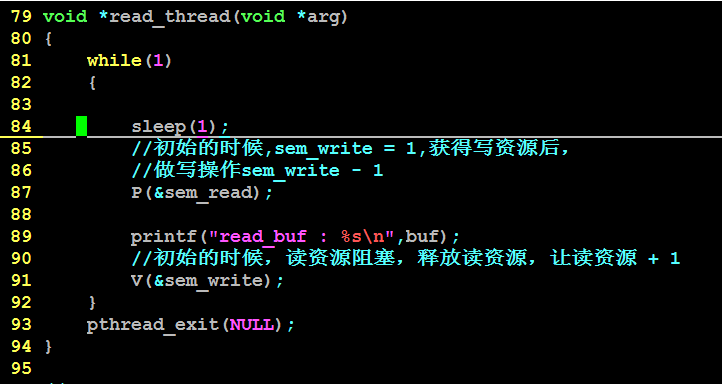 79 void *read_thread(void *arg)
80 {
81     while(1)
82     {
83
84         sleep(1);
85         //初始的时候,sem_write = 1,获得写资源后，
86         //做写操作sem_write - 1
87         P(&sem_read);
88
89         printf("read_buf : %s\n",buf);
90         //初始的时候，读资源阻塞，释放读资源，让读资源 + 1
91         V(&sem_write);
92     }
93     pthread_exit(NULL);
94 }
95